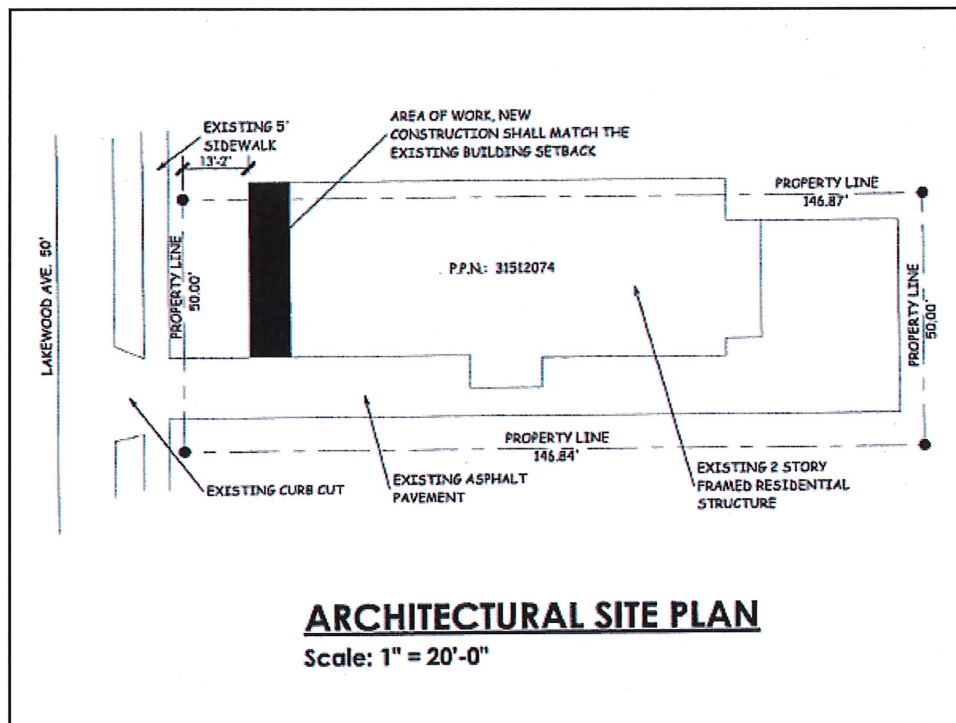 EXISTING 5'
SIDEWALK
13'-2"
AREA OF WORK, NEW
CONSTRUCTION SHALL MATCH THE
EXISTING BUILDING SETBACK
PROPERTY LINE
146.87'
LAKEWOOD AVE. 50'
PROPERTY LINE
50.00'
P.P.N.: 31512074
PROPERTY LINE
50.00'
PROPERTY LINE
146.84'
EXISTING CURB CUT
EXISTING ASPHALT
PAVEMENT
EXISTING 2 STORY
FRAMED RESIDENTIAL
STRUCTURE
ARCHITECTURAL SITE PLAN
Scale: 1" = 20'-0"